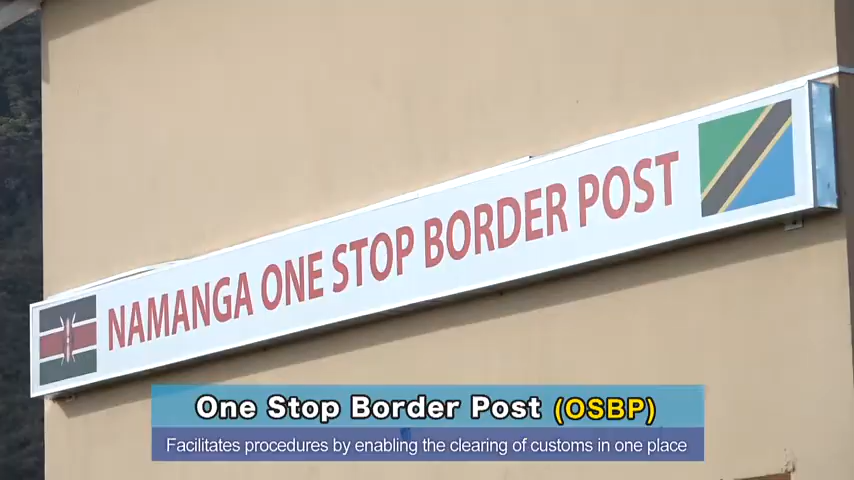 NAMANGA ONE STOP BORDER POST
One Stop Border Post (OSBP)
Facilitates procedures by enabling the clearing of customs in one place